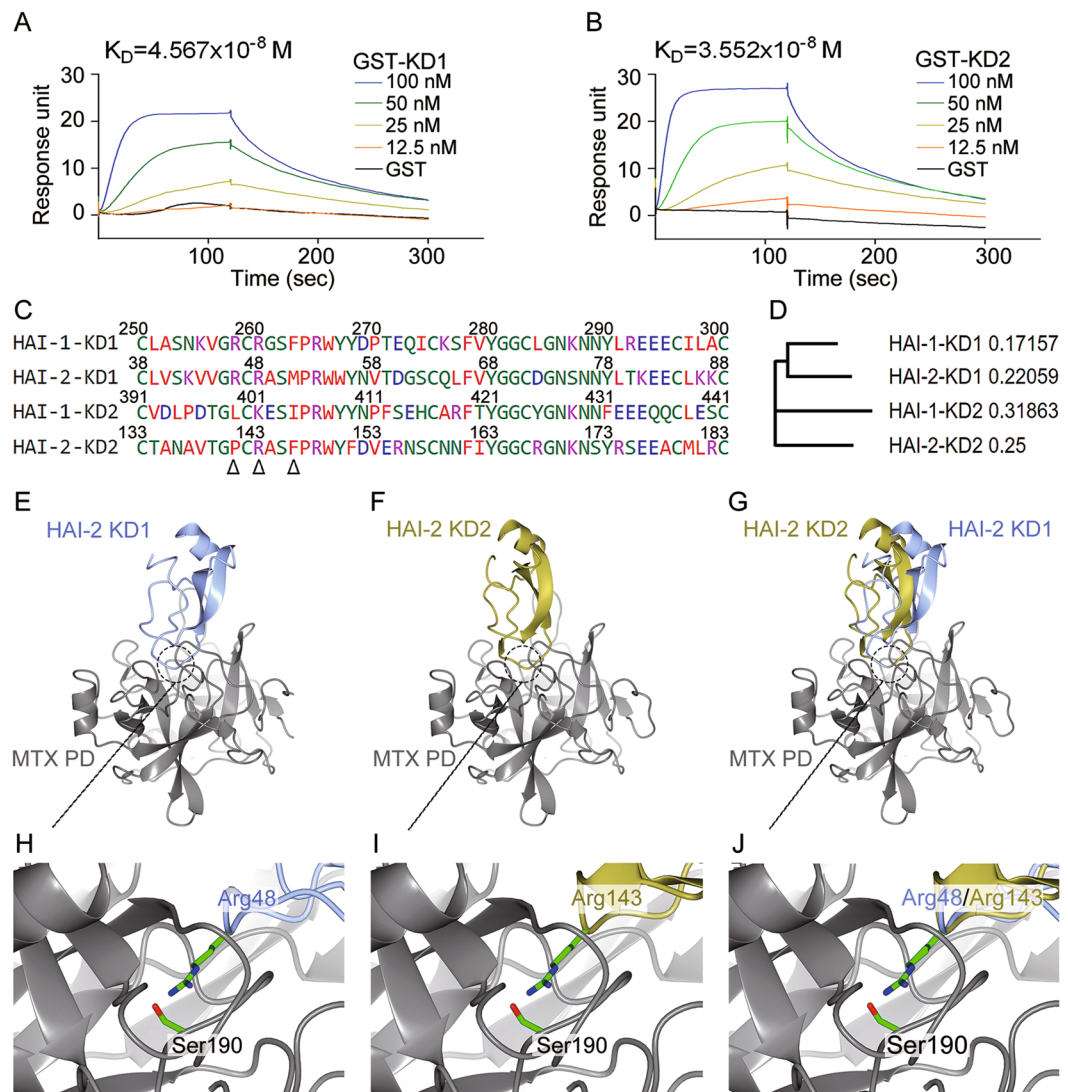 A
K_D=4.567x10^-8 M
GST-KD1
100 nM
50 nM
25 nM
12.5 nM
GST
Response unit
30
20
10
0
100
200
300
Time (sec)
B
K_D=3.552x10^-8 M
GST-KD2
100 nM
50 nM
25 nM
12.5 nM
GST
Response unit
30
20
10
0
100
200
300
Time (sec)
C
250 260 270 280 290 300
HAI-1-KD1 CLASNKVGRCRGSFPRWYYDPTEQICKSFVYGGCLGNKNNYLREEECILAC
38 48 58 68 78 88
HAI-2-KD1 CLVSKVVGRCRASMPRWWYNVTDGSCQLFVYGGCDGNSNNYLTKEECLKKC
391 401 411 421 431 441
HAI-1-KD2 CVDLPDTGLCKESIPRWYYNPFSEHCARFTYGGCYGNKNNFEEEQQCLESC
133 143 153 163 173 183
HAI-2-KD2 CTANAVTGPCRASFPRWYFDVERNSCNNFIYGGCRGNKNSYRSEEACMLRC
D
HAI-1-KD1 0.17157
HAI-2-KD1 0.22059
HAI-1-KD2 0.31863
HAI-2-KD2 0.25
E
HAI-2 KD1
MTX PD
F
HAI-2 KD2
MTX PD
G
HAI-2 KD2
HAI-2 KD1
MTX PD
H
Arg48
Ser190
I
Arg143
Ser190
J
Arg48/Arg143
Ser190